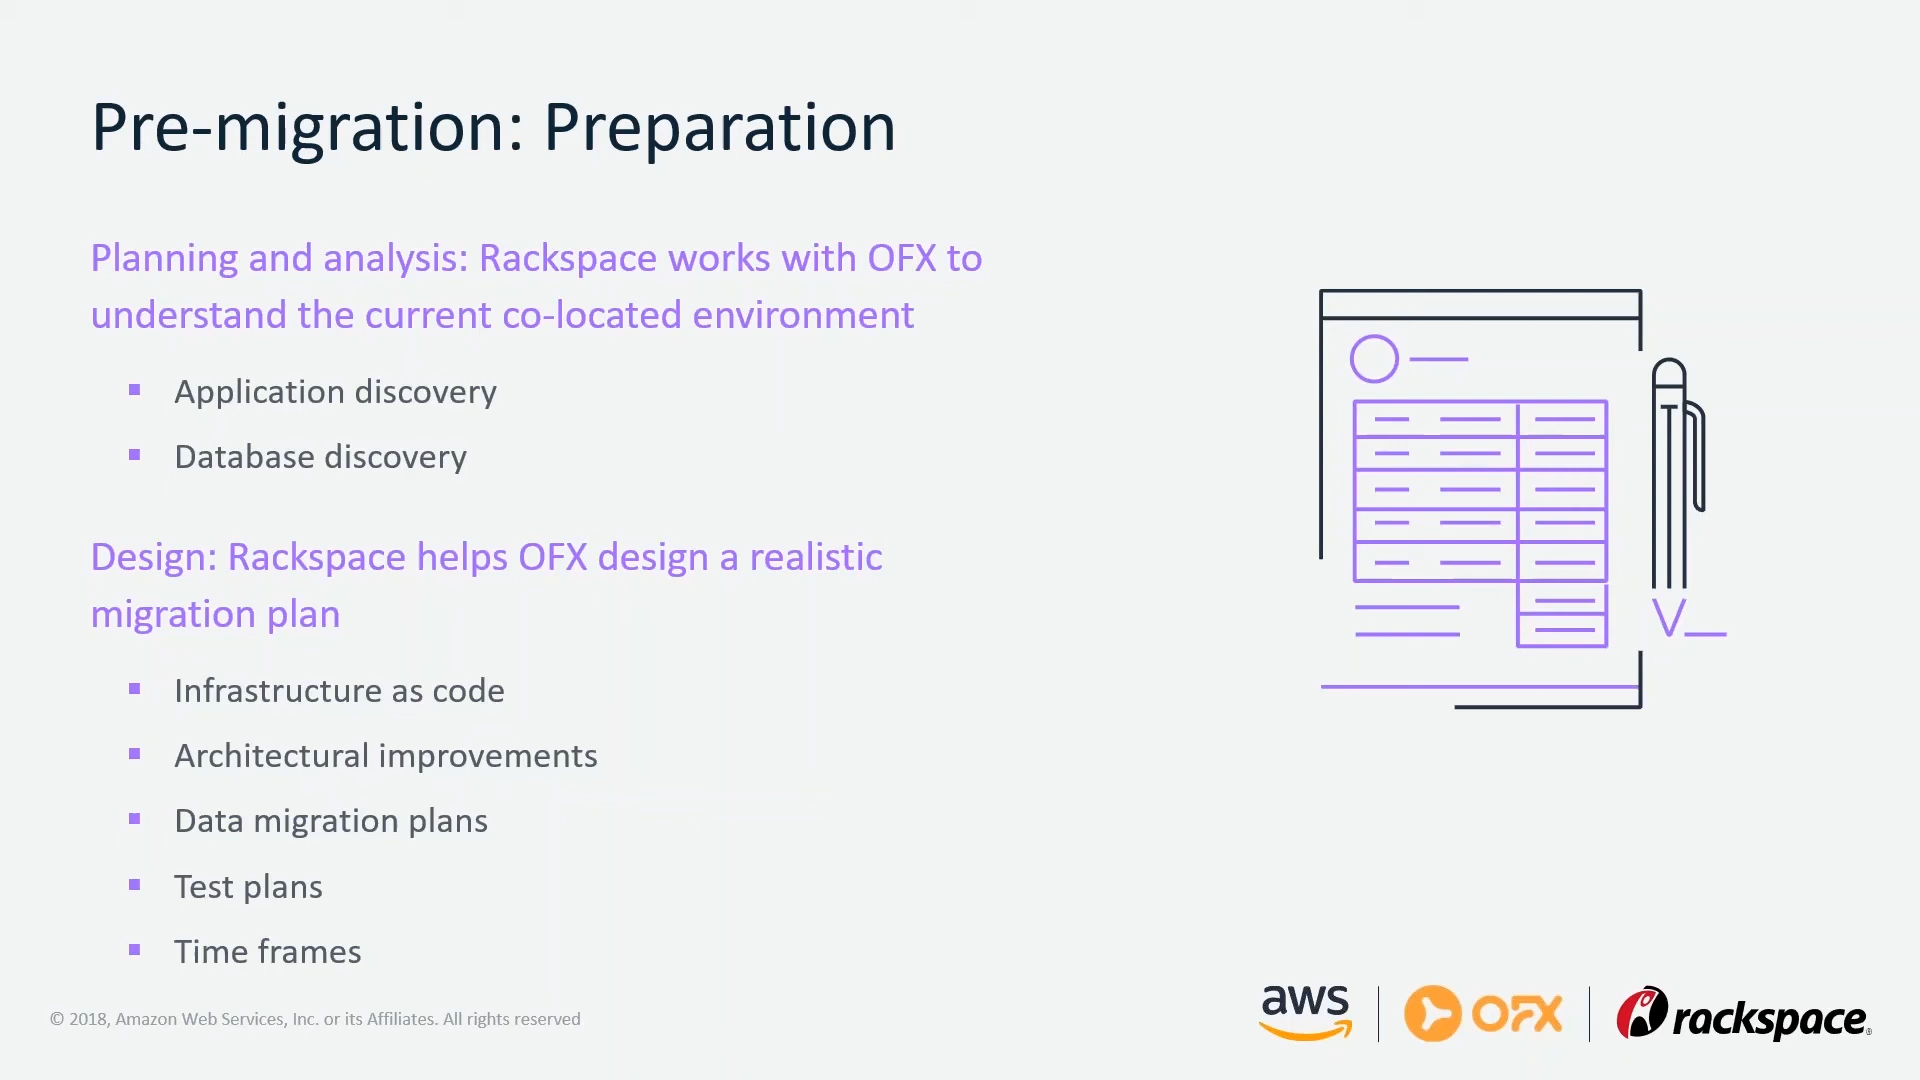 Pre-migration: Preparation
Planning and analysis: Rackspace works with OFX to
understand the current co-located environment
▪ Application discovery
▪ Database discovery
Design: Rackspace helps OFX design a realistic
migration plan
▪ Infrastructure as code
▪ Architectural improvements
▪ Data migration plans
▪ Test plans
▪ Time frames
© 2018, Amazon Web Services, Inc. or its Affiliates. All rights reserved
aws
OFX
rackspace®